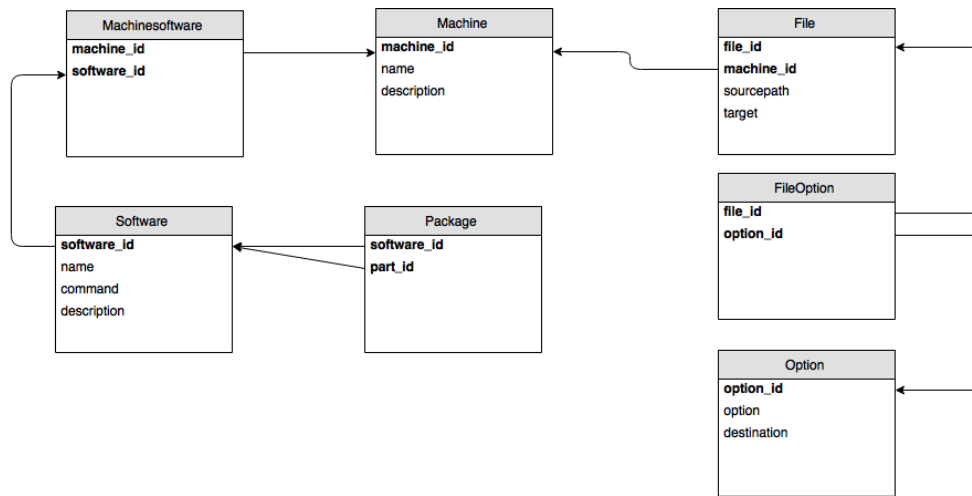 Machinesoftware
machine_id
software_id
Machine
machine_id
name
description
File
file_id
machine_id
sourcepath
target
FileOption
file_id
option_id
Software
software_id
name
command
description
Package
software_id
part_id
Option
option_id
option
destination